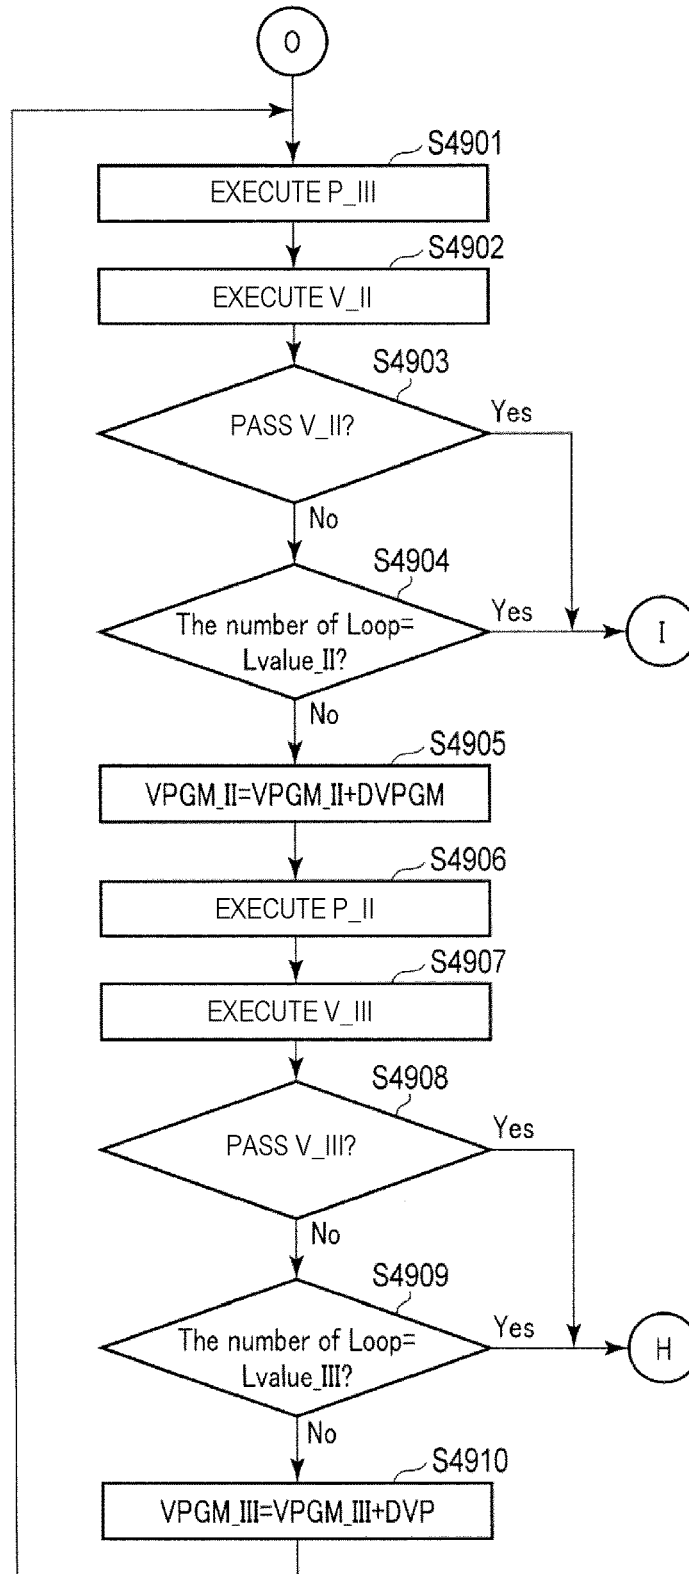 O
S4901
EXECUTE P_III
S4902
EXECUTE V_II
S4903
PASS V_II?
Yes
No
S4904
The number of Loop=
Lvalue_II?
Yes
I
No
S4905
VPGM_II=VPGM_II+DVPGM
S4906
EXECUTE P_II
S4907
EXECUTE V_III
S4908
PASS V_III?
Yes
No
S4909
The number of Loop=
Lvalue_III?
Yes
H
No
S4910
VPGM_III=VPGM_III+DVP